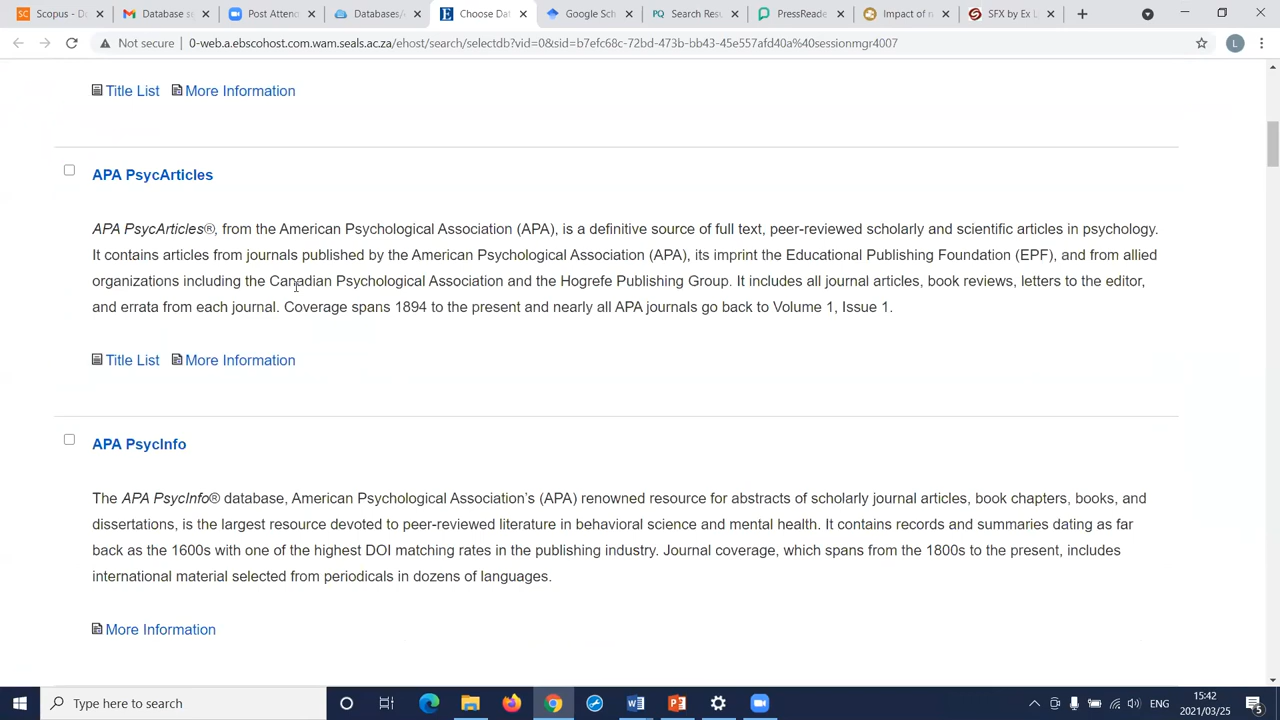 Scopus - Do
Database se
Post Attend
Databases/A
Choose Dat
Google Sch
Search Resu
PressReade
Impact of n
SFX by Ex L
Not secure
0-web.a.ebscohost.com.wam.seals.ac.za/ehost/search/selectdb?vid=0&sid=b7efc68c-72bd-473b-bb43-45e557afd40a%40sessionmgr4007
L
Title List More Information
APA PsycArticles
APA PsycArticles®, from the American Psychological Association (APA), is a definitive source of full text, peer-reviewed scholarly and scientific articles in psychology.
It contains articles from journals published by the American Psychological Association (APA), its imprint the Educational Publishing Foundation (EPF), and from allied
organizations including the Canadian Psychological Association and the Hogrefe Publishing Group. It includes all journal articles, book reviews, letters to the editor,
and errata from each journal. Coverage spans 1894 to the present and nearly all APA journals go back to Volume 1, Issue 1.
Title List More Information
APA PsycInfo
The APA PsycInfo® database, American Psychological Association's (APA) renowned resource for abstracts of scholarly journal articles, book chapters, books, and
dissertations, is the largest resource devoted to peer-reviewed literature in behavioral science and mental health. It contains records and summaries dating as far
back as the 1600s with one of the highest DOI matching rates in the publishing industry. Journal coverage, which spans from the 1800s to the present, includes
international material selected from periodicals in dozens of languages.
More Information
Type here to search
ENG
15:42
2021/03/25
5